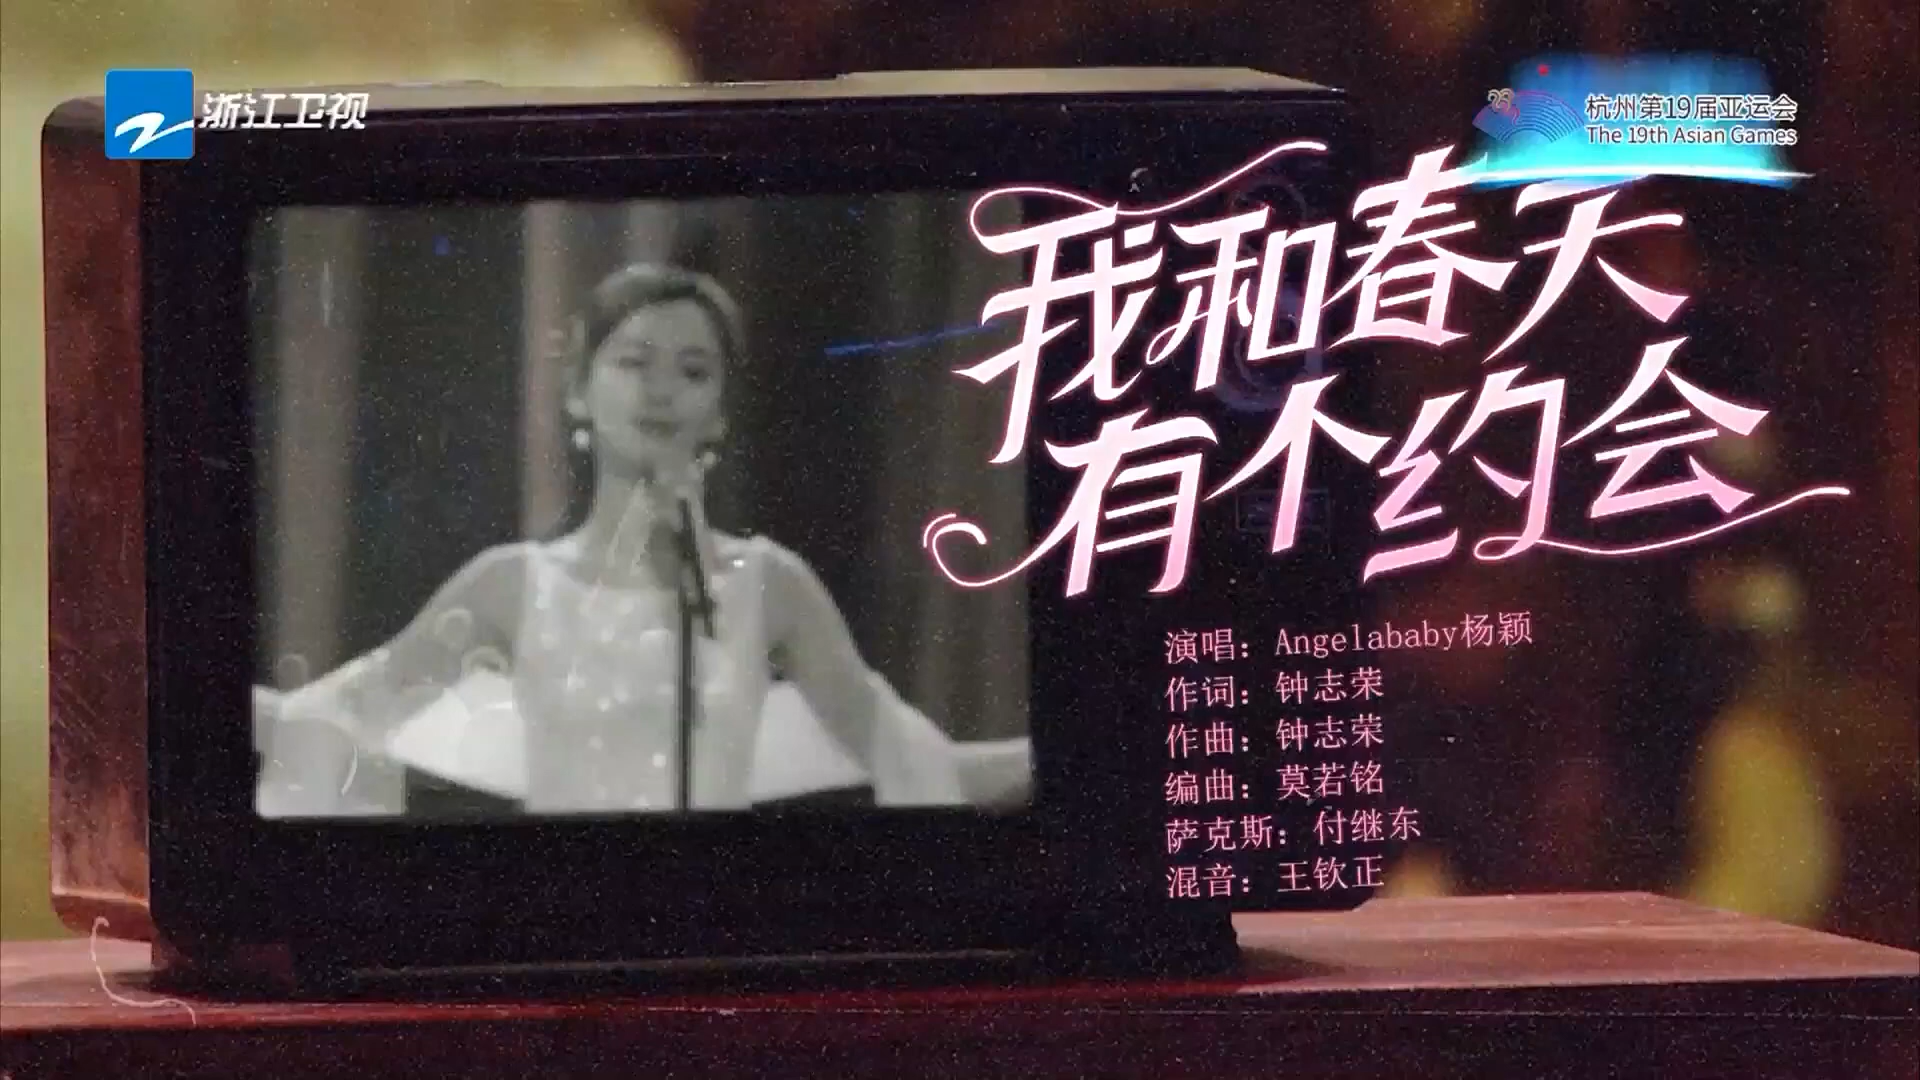 浙江卫视
杭州第19届亚运会
The 19th Asian Games
我和春天
有个约会
演唱：Angelababy杨颖
作词：钟志荣
作曲：钟志荣
编曲：莫若铭
萨克斯：付继东
混音：王钦正